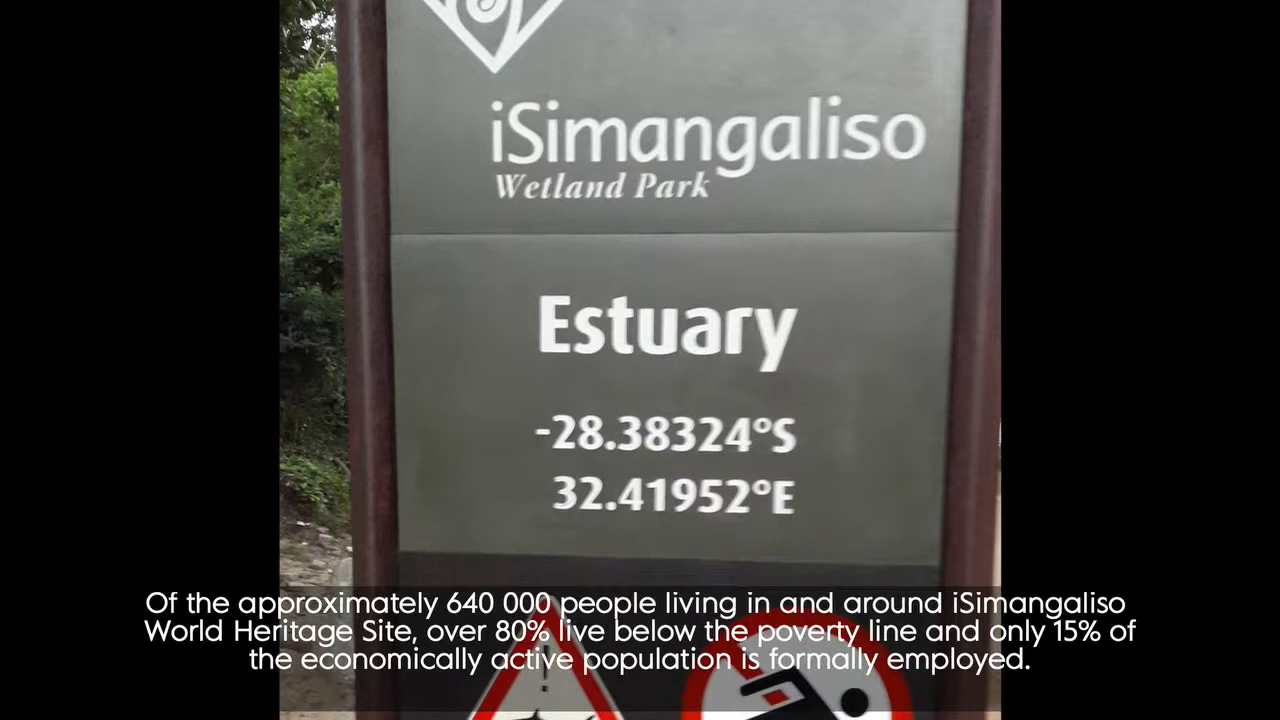 iSimangaliso
Wetland Park
Estuary
-28.38324°S
32.41952°E
Of the approximately 640 000 people living in and around iSimangaliso
World Heritage Site, over 80% live below the poverty line and only 15% of
the economically active population is formally employed.